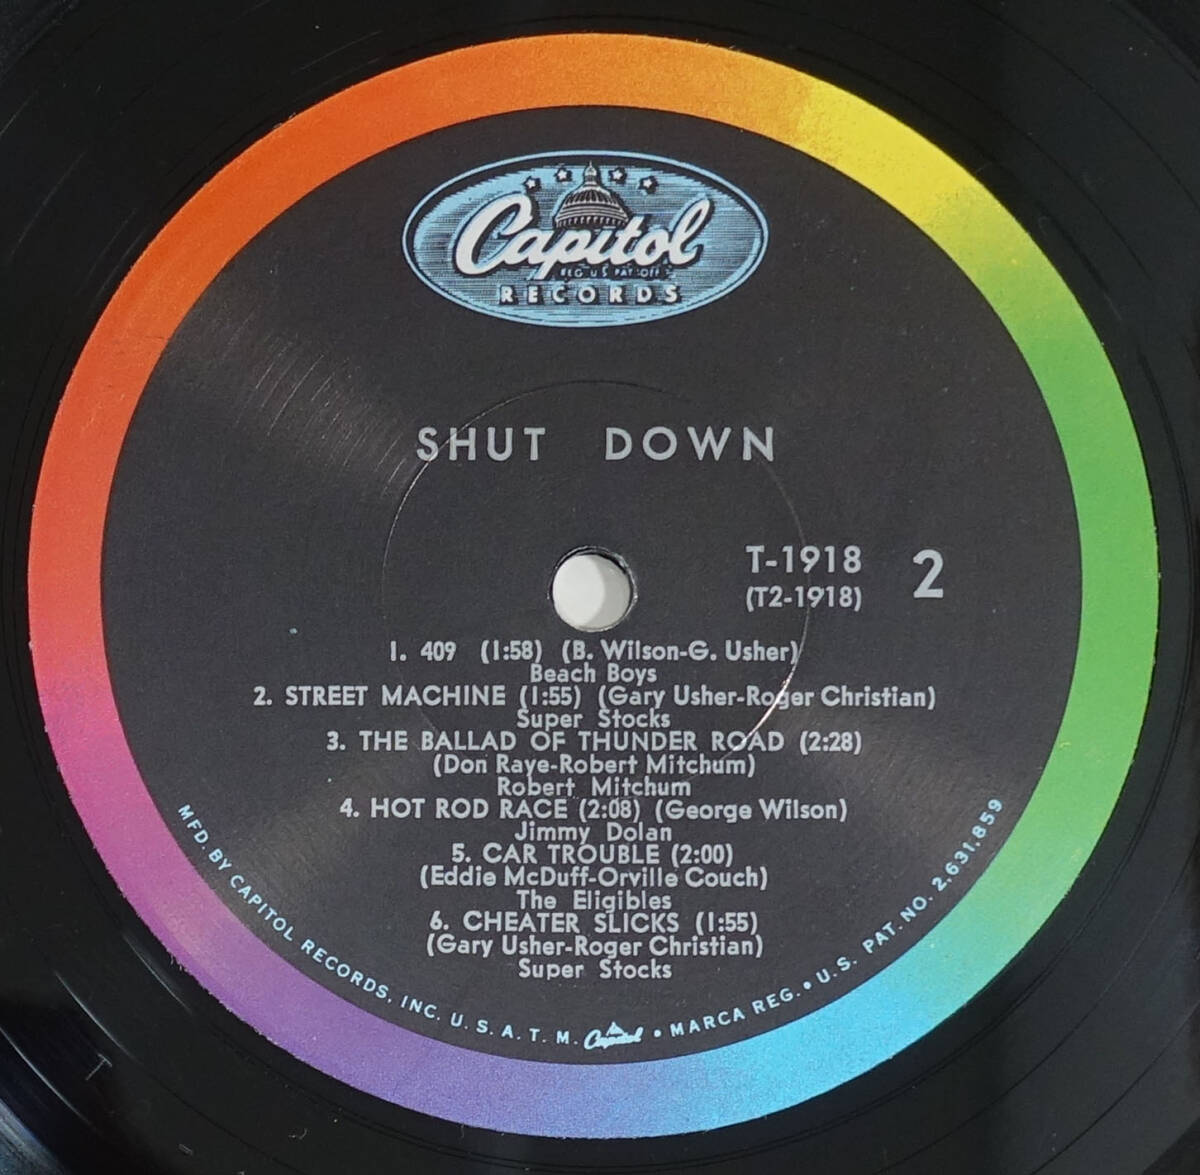 Capitol
REG. U.S. PAT. OFF.
RECORDS
SHUT DOWN
T-1918
(T2-1918)
2
1. 409 (1:58) (B. Wilson-G. Usher)
Beach Boys
2. STREET MACHINE (1:55) (Gary Usher-Roger Christian)
Super Stocks
3. THE BALLAD OF THUNDER ROAD (2:28)
(Don Raye-Robert Mitchum)
Robert Mitchum
4. HOT ROD RACE (2:08) (George Wilson)
Jimmy Dolan
5. CAR TROUBLE (2:00)
(Eddie McDuff-Orville Couch)
The Eligibles
6. CHEATER SLICKS (1:55)
(Gary Usher-Roger Christian)
Super Stocks
MFD. BY CAPITOL RECORDS, INC. U. S. A. T. M. Capitol • MARCA REG. • U.S. PAT. NO. 2,631,859